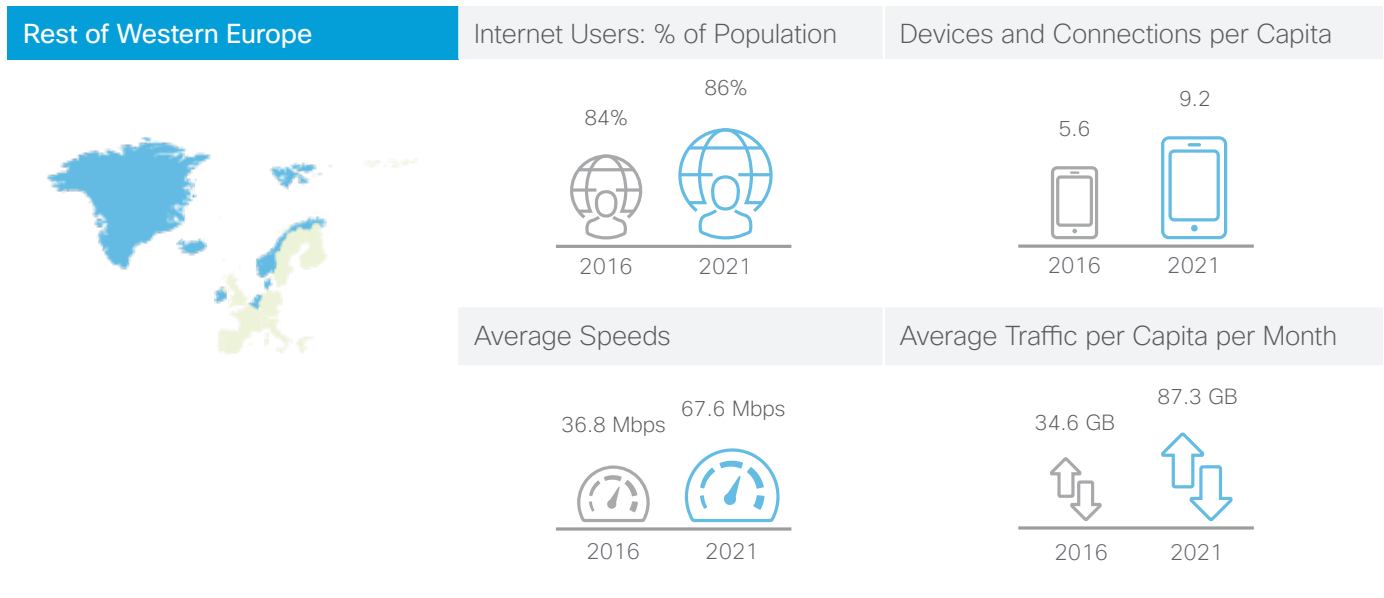 Rest of Western Europe
Internet Users: % of Population
Devices and Connections per Capita
84%
86%
2016
2021
5.6
9.2
2016
2021
Average Speeds
Average Traffic per Capita per Month
36.8 Mbps
67.6 Mbps
2016
2021
34.6 GB
87.3 GB
2016
2021